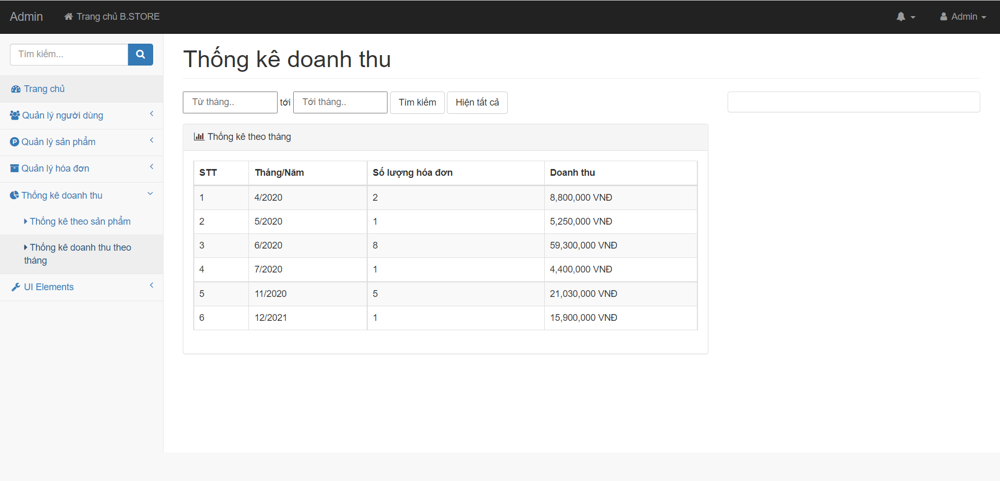 Admin
Trang chủ B.STORE
Admin
Tìm kiếm...
Trang chủ
Quản lý người dùng
Quản lý sản phẩm
Quản lý hóa đơn
Thống kê doanh thu
Thống kê theo sản phẩm
Thống kê doanh thu theo
tháng
UI Elements
Thống kê doanh thu
Từ tháng.. tới Tới tháng.. Tìm kiếm Hiện tất cả
Thống kê theo tháng
STT Tháng/Năm Số lượng hóa đơn Doanh thu
1 4/2020 2 8,800,000 VNĐ
2 5/2020 1 5,250,000 VNĐ
3 6/2020 8 59,300,000 VNĐ
4 7/2020 1 4,400,000 VNĐ
5 11/2020 5 21,030,000 VNĐ
6 12/2021 1 15,900,000 VNĐ